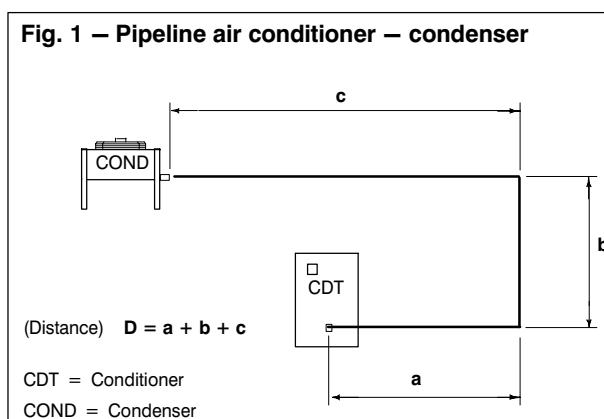 Fig. 1 – Pipeline air conditioner – condenser
c
COND
b
CDT
(Distance) D = a + b + c
a
CDT = Conditioner
COND = Condenser